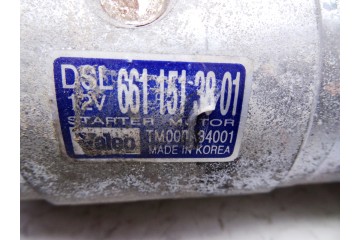 DSL 661 151 38 01
12V
STARTER MOTOR
Valeo TM000A34001
MADE IN KOREA